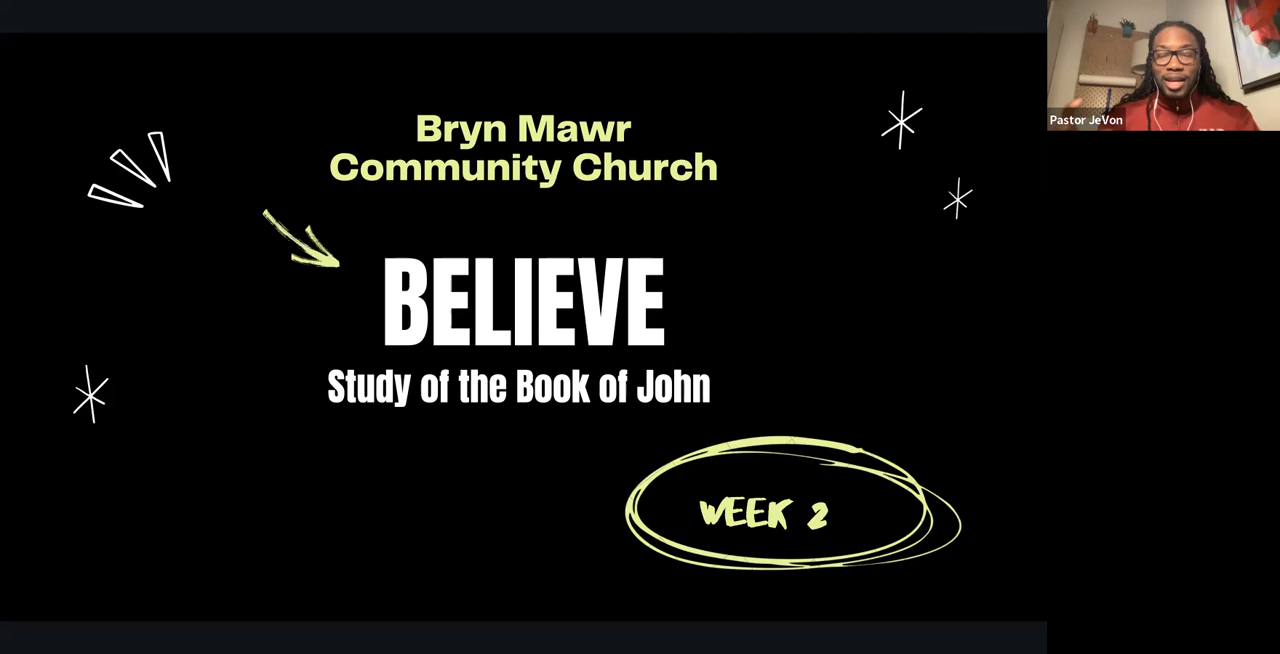 Bryn Mawr
Community Church
BELIEVE
Study of the Book of John
WEEK 2
Pastor JeVon